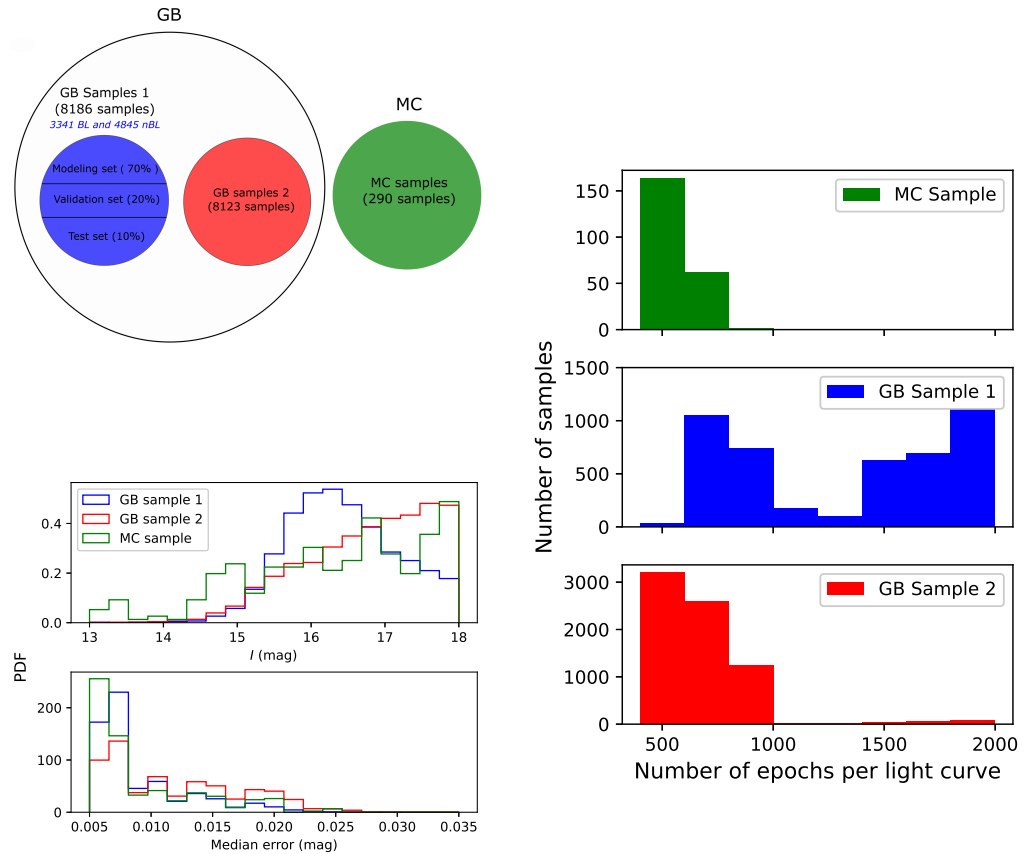 GB
GB Samples 1
(8186 samples)
3341 BL and 4845 nBL
Modeling set ( 70% )
Validation set (20%)
Test set (10%)
GB samples 2
(8123 samples)
MC
MC samples
(290 samples)
GB sample 1
GB sample 2
MC sample
0.4
0.2
0.0
13
14
15
16
17
18
I (mag)
PDF
200
100
0
0.005
0.010
0.015
0.020
0.025
0.030
0.035
Median error (mag)
MC Sample
150
100
50
0
GB Sample 1
1500
1000
500
0
Number of samples
GB Sample 2
3000
2000
1000
0
500
1000
1500
2000
Number of epochs per light curve